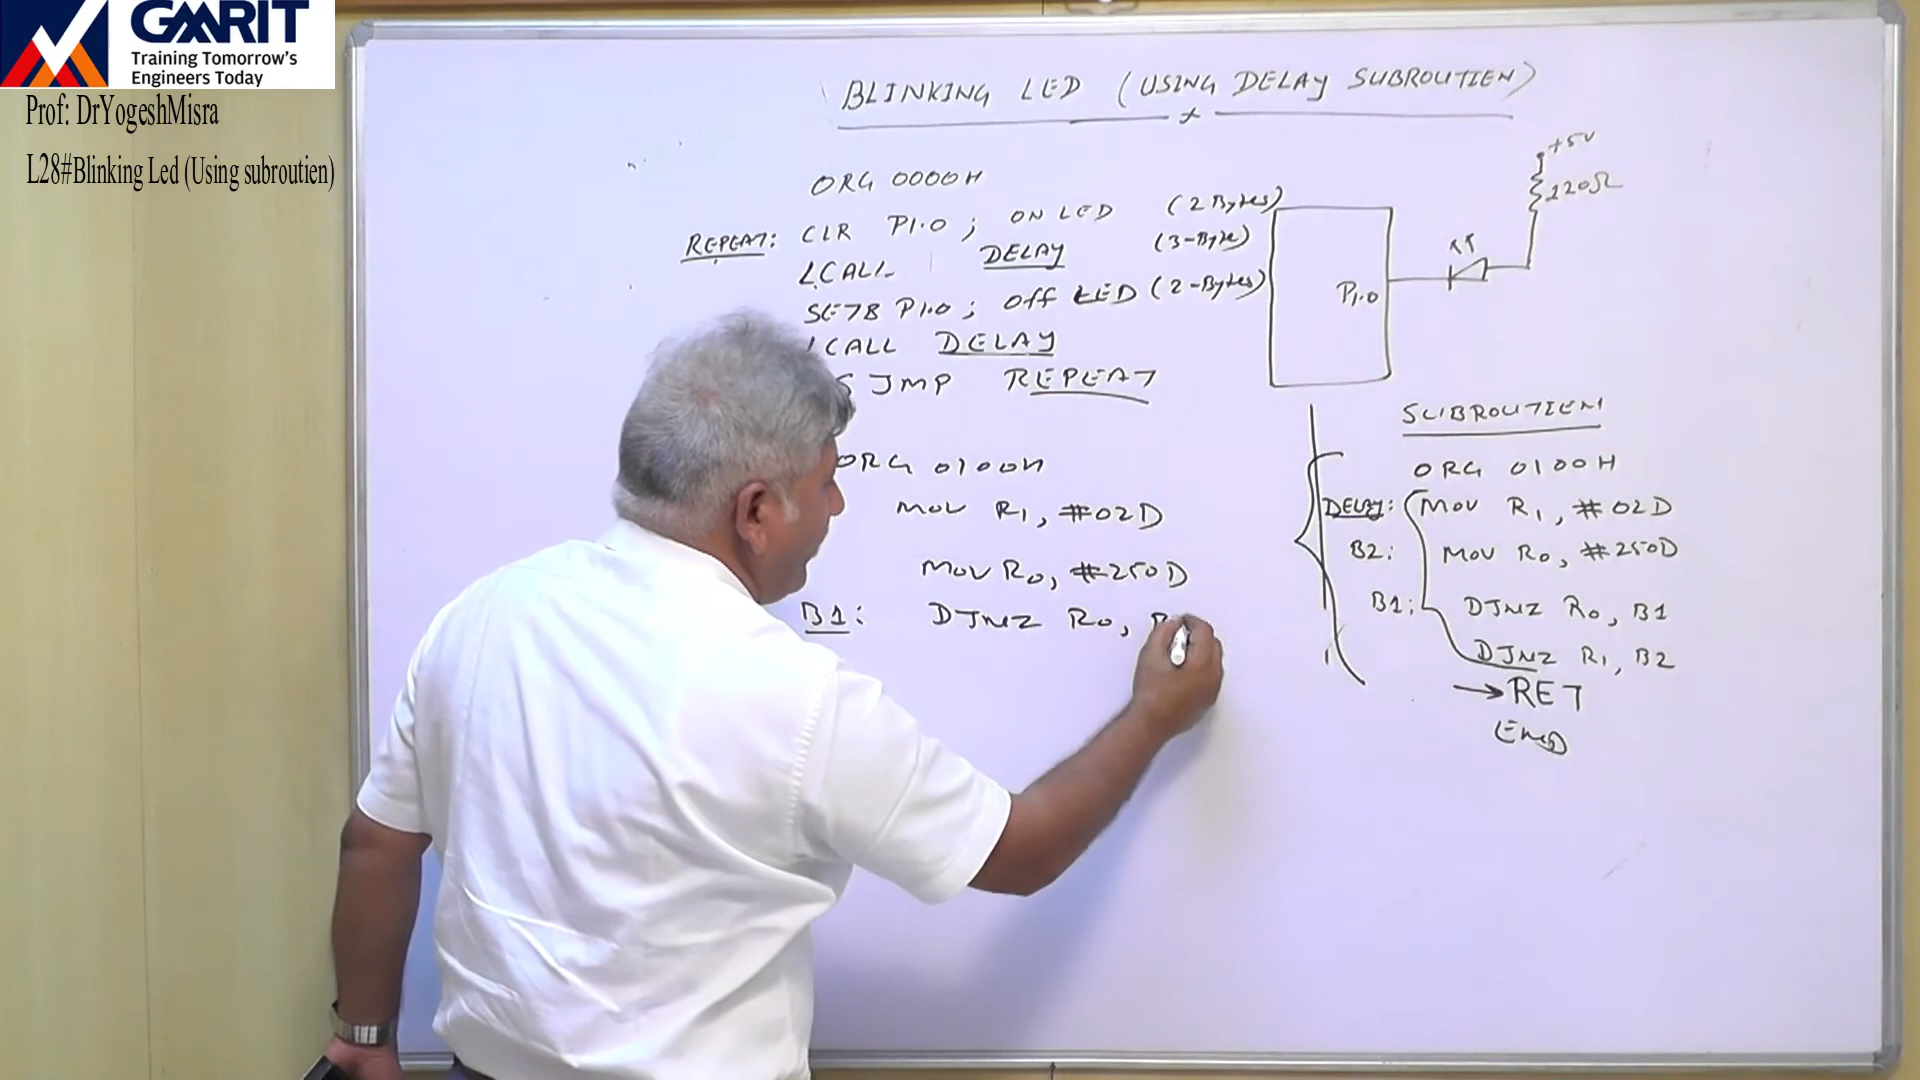 GMRIT
Training Tomorrow's
Engineers Today
Prof: DrYogeshMisra
L28#Blinking Led (Using subroutien)
BLINKING LED (USING DELAY SUBROUTIEN)
ORG 0000H
REPEAT: CLR P1.0 ; ON LED (2 Bytes)
LCALL DELAY (3-Byte)
SETB P1.0 ; Off LED (2-Bytes)
LCALL DELAY
SJMP REPEAT
ORG 0100H
MOV R1, #02D
MOV R0, #250D
B1: DJNZ R0,
+5V
220Ω
P1.0
SUBROUTIEN
ORG 0100H
DELAY: MOV R1, #02D
B2: MOV R0, #250D
B1: DJNZ R0, B1
DJNZ R1, B2
→RET
END